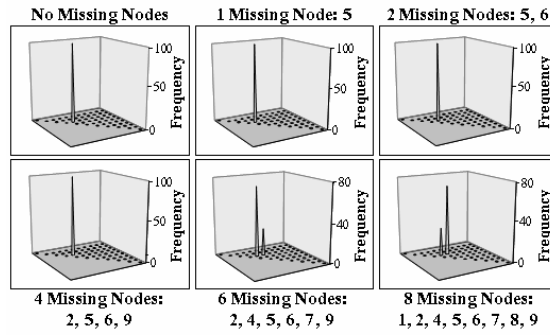 No Missing Nodes
1 Missing Node: 5
2 Missing Nodes: 5, 6
100
50
0
Frequency
100
50
0
Frequency
100
50
0
Frequency
100
50
0
Frequency
80
40
0
Frequency
80
40
0
Frequency
4 Missing Nodes:
2, 5, 6, 9
6 Missing Nodes:
2, 4, 5, 6, 7, 9
8 Missing Nodes:
1, 2, 4, 5, 6, 7, 8, 9